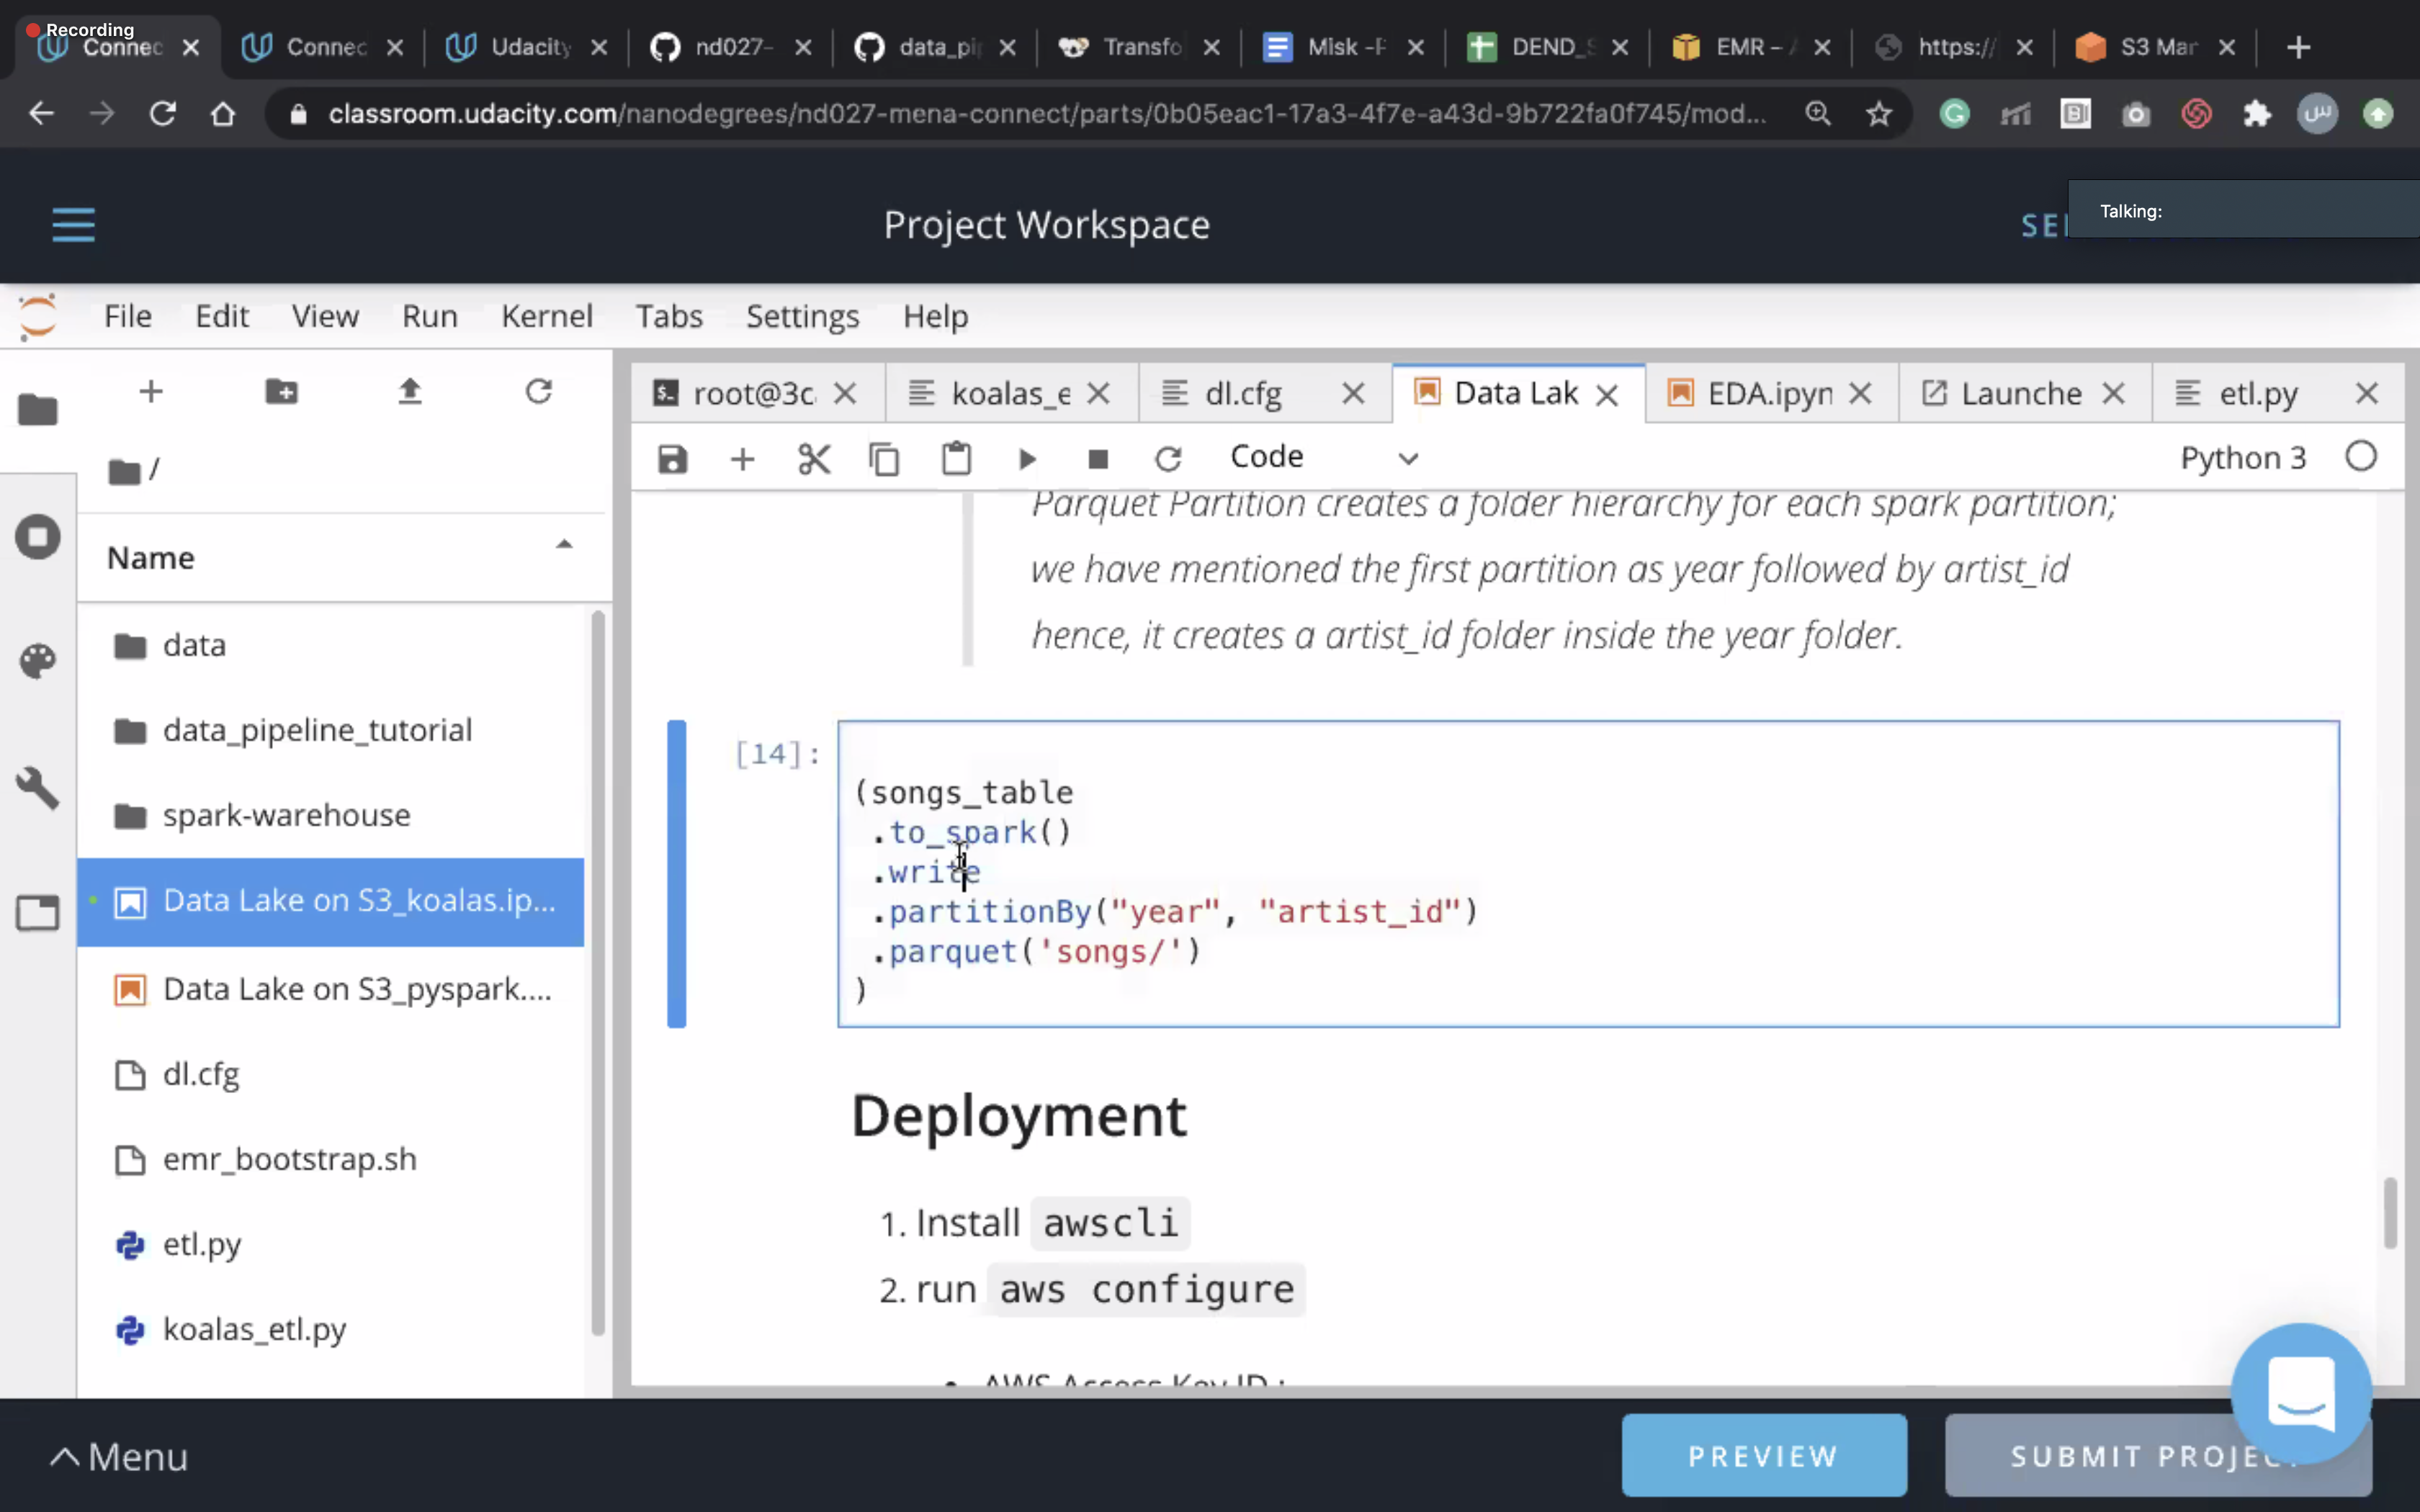 Recording
Connec
Connec
Udacity
nd027-
data_pi
Transfo
Misk -F
DEND_S
EMR – A
https://
S3 Mar
classroom.udacity.com/nanodegrees/nd027-mena-connect/parts/0b05eac1-17a3-4f7e-a43d-9b722fa0f745/mod...
Project Workspace
SE
Talking:
File Edit View Run Kernel Tabs Settings Help
root@3c
koalas_e
dl.cfg
Data Lak
EDA.ipyn
Launche
etl.py
Code
Python 3
/
Name
data
data_pipeline_tutorial
spark-warehouse
Data Lake on S3_koalas.ip...
Data Lake on S3_pyspark....
dl.cfg
emr_bootstrap.sh
etl.py
koalas_etl.py
Parquet Partition creates a folder hierarchy for each spark partition;
we have mentioned the first partition as year followed by artist_id
hence, it creates a artist_id folder inside the year folder.
[14]:
(songs_table
.to_spark()
.write
.partitionBy("year", "artist_id")
.parquet('songs/')
)
Deployment
1. Install awscli
2. run aws configure
• AWS Access Key ID :
Menu
PREVIEW
SUBMIT PROJECT